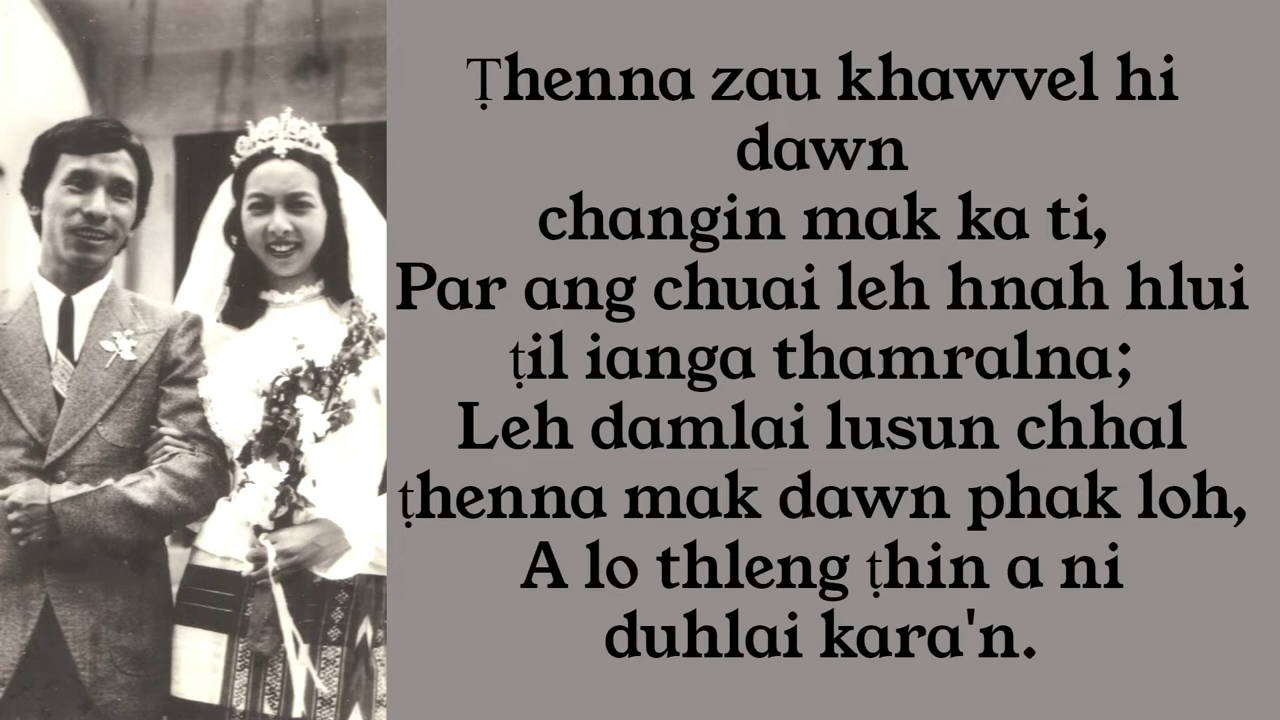 Ṭhenna zau khawvel hi
dawn
changin mak ka ti,
Par ang chuai leh hnah hlui
ṭil ianga thamralna;
Leh damlai lusun chhal
ṭhenna mak dawn phak loh,
A lo thleng ṭhin a ni
duhlai kara'n.